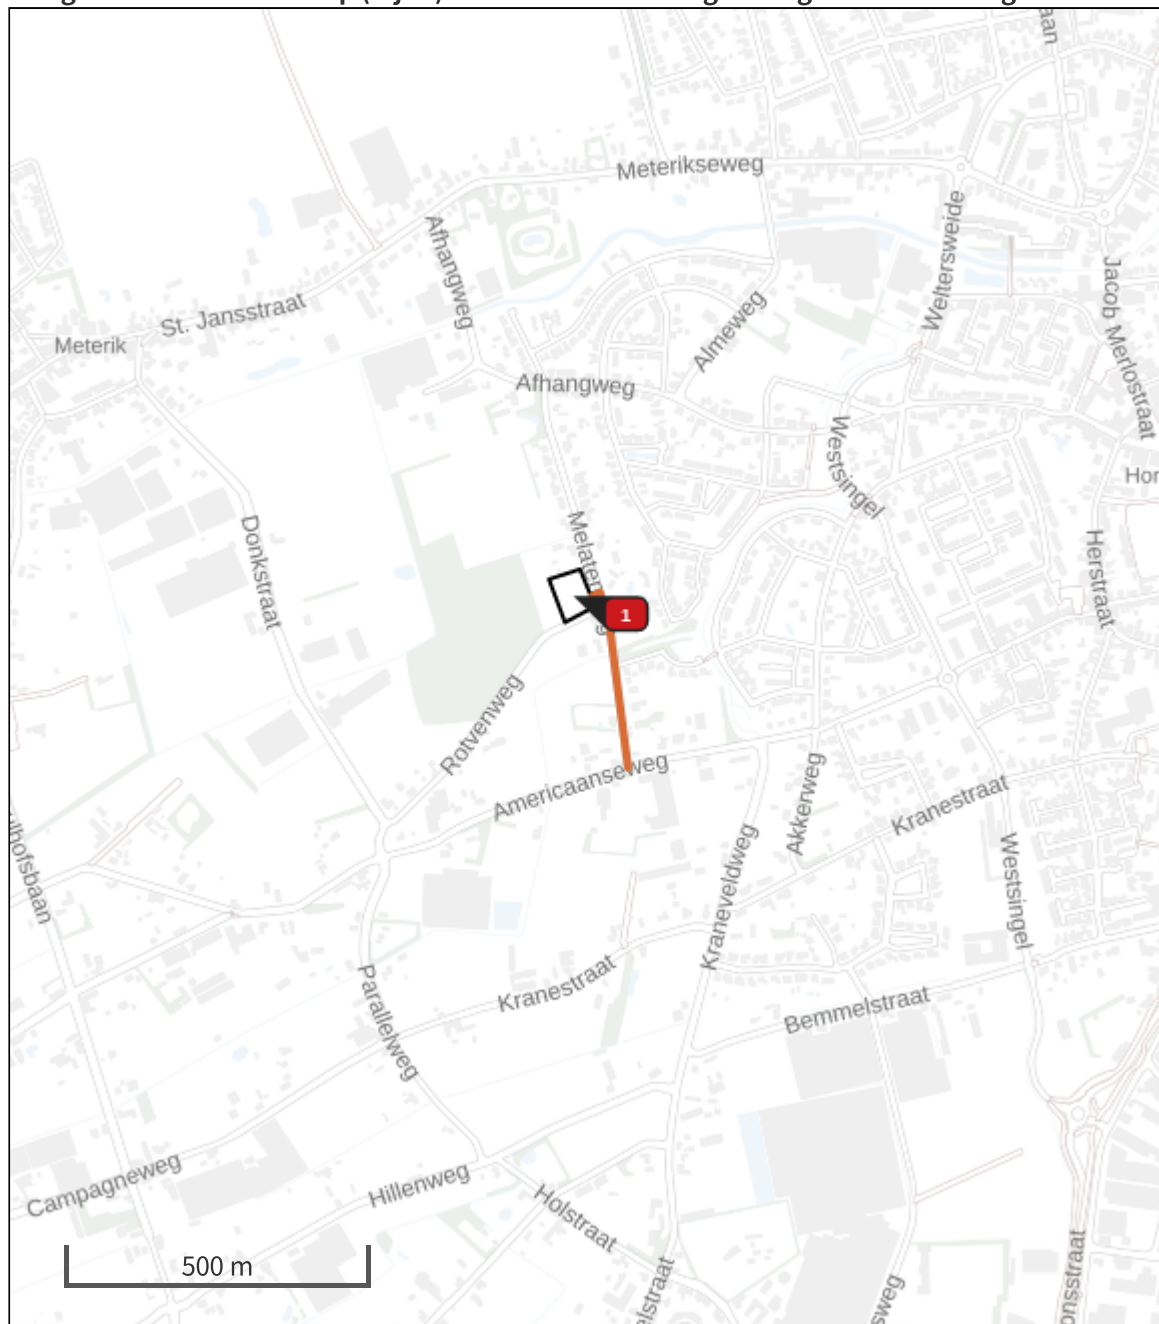 Meterikseweg
Afhangweg
Weltersweide
Jacob Merlostraat
St. Jansstraat
Meterik
Almeweg
Afhangweg
Westsingel
Donkstraat
Herstraat
1
Rotvenweg
Americaanseweg
Akkerweg
Kranestraat
Kraneveldweg
Westsingel
Parallelweg
Kranestraat
Bemmelstraat
Campagneweg
Hillenweg
Holstraat
500 m